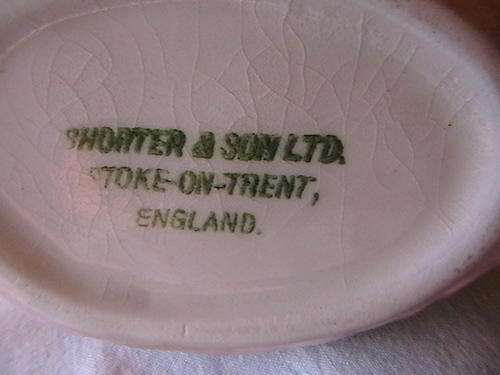 SHORTER & SON LTD.
STOKE-ON-TRENT,
ENGLAND.